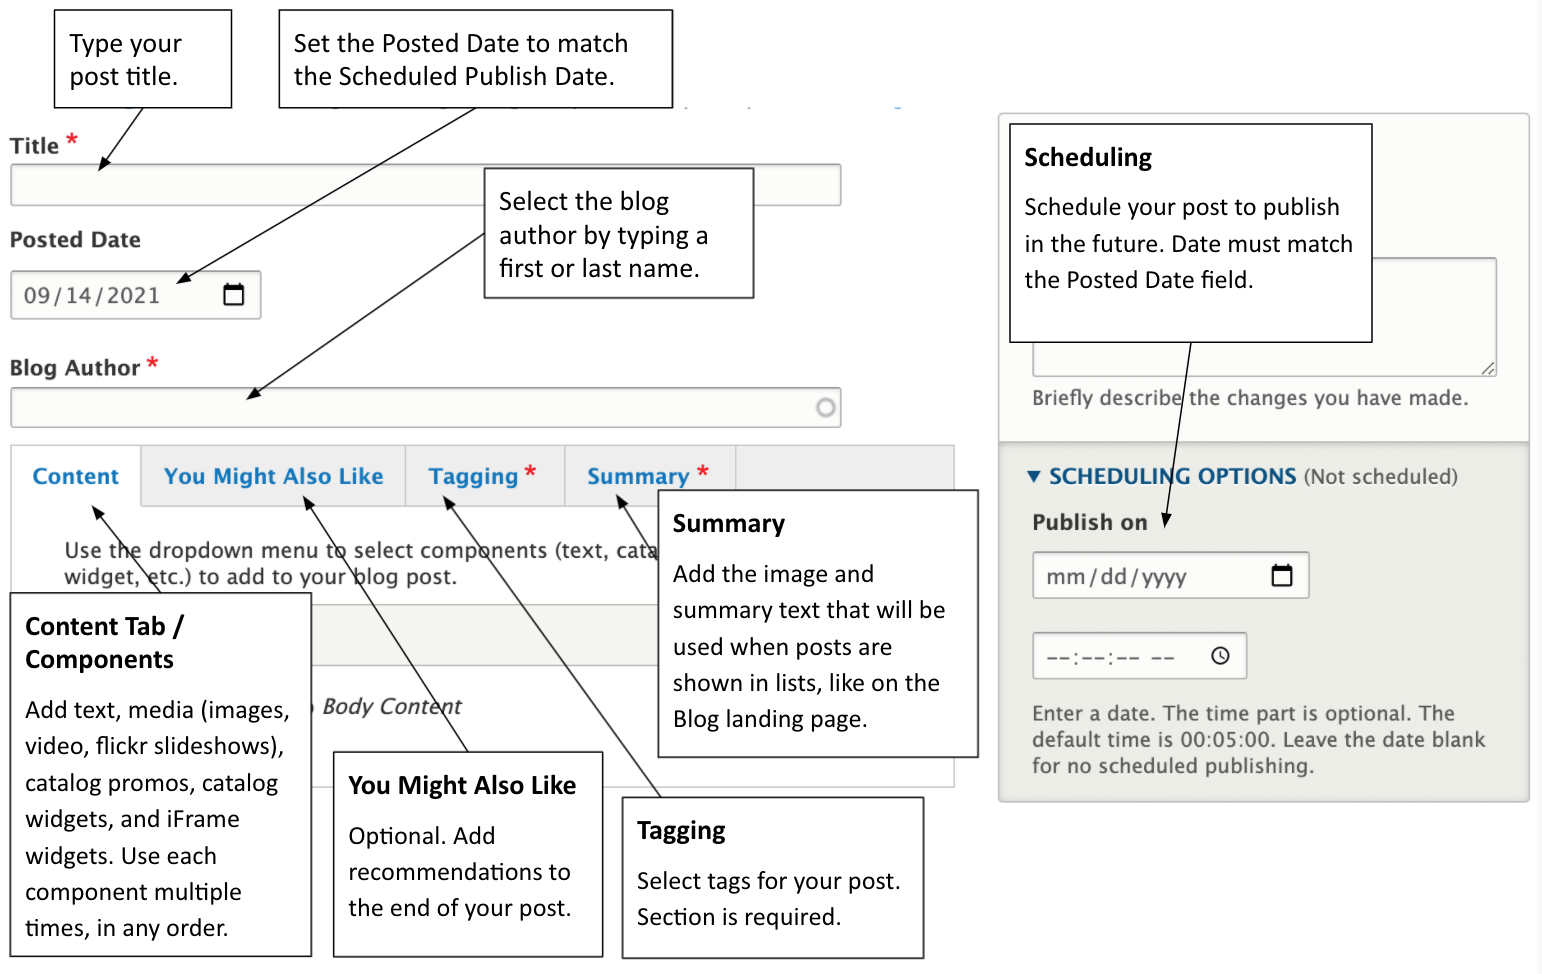 Type your
post title.
Set the Posted Date to match
the Scheduled Publish Date.
Title *
Posted Date
09/14/2021
Select the blog
author by typing a
first or last name.
Blog Author *
Content
You Might Also Like
Tagging *
Summary *
Use the dropdown menu to select components (text, cata
widget, etc.) to add to your blog post.
Body Content
Content Tab /
Components
Add text, media (images,
video, flickr slideshows),
catalog promos, catalog
widgets, and iFrame
widgets. Use each
component multiple
times, in any order.
You Might Also Like
Optional. Add
recommendations to
the end of your post.
Tagging
Select tags for your post.
Section is required.
Summary
Add the image and
summary text that will be
used when posts are
shown in lists, like on the
Blog landing page.
Scheduling
Schedule your post to publish
in the future. Date must match
the Posted Date field.
Briefly describe the changes you have made.
▼ SCHEDULING OPTIONS (Not scheduled)
Publish on
mm/dd/yyyy
--:--:-- --
Enter a date. The time part is optional. The
default time is 00:05:00. Leave the date blank
for no scheduled publishing.